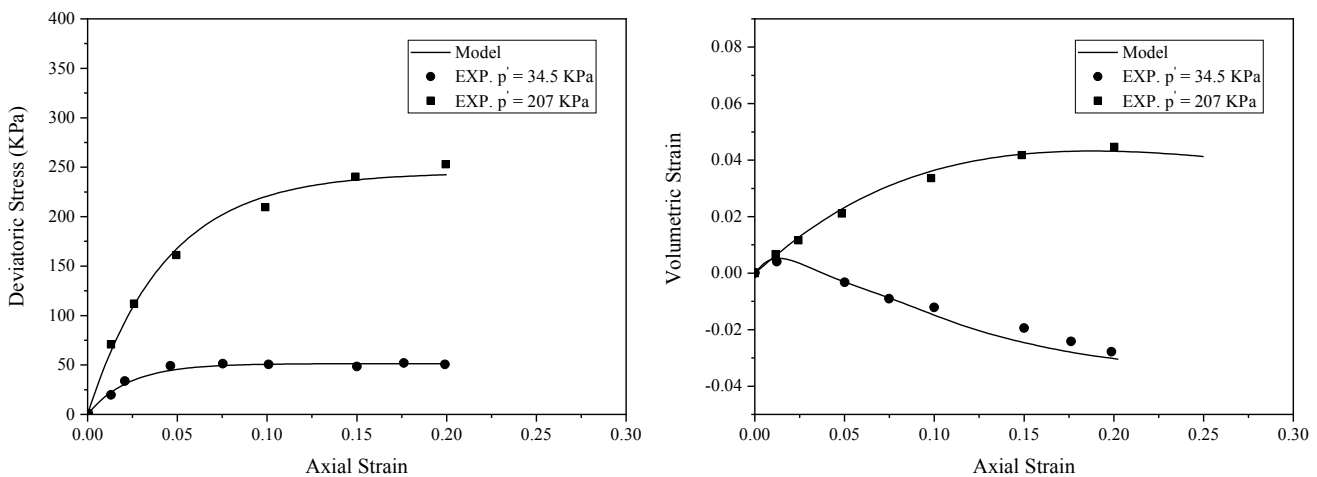 400
350
300
250
200
150
100
50
0
Deviatoric Stress (KPa)
Model
EXP. p' = 34.5 KPa
EXP. p' = 207 KPa
0.00 0.05 0.10 0.15 0.20 0.25 0.30
Axial Strain
0.08
0.06
0.04
0.02
0.00
-0.02
-0.04
Volumetric Strain
Model
EXP. p' = 34.5 KPa
EXP. p' = 207 KPa
0.00 0.05 0.10 0.15 0.20 0.25 0.30
Axial Strain